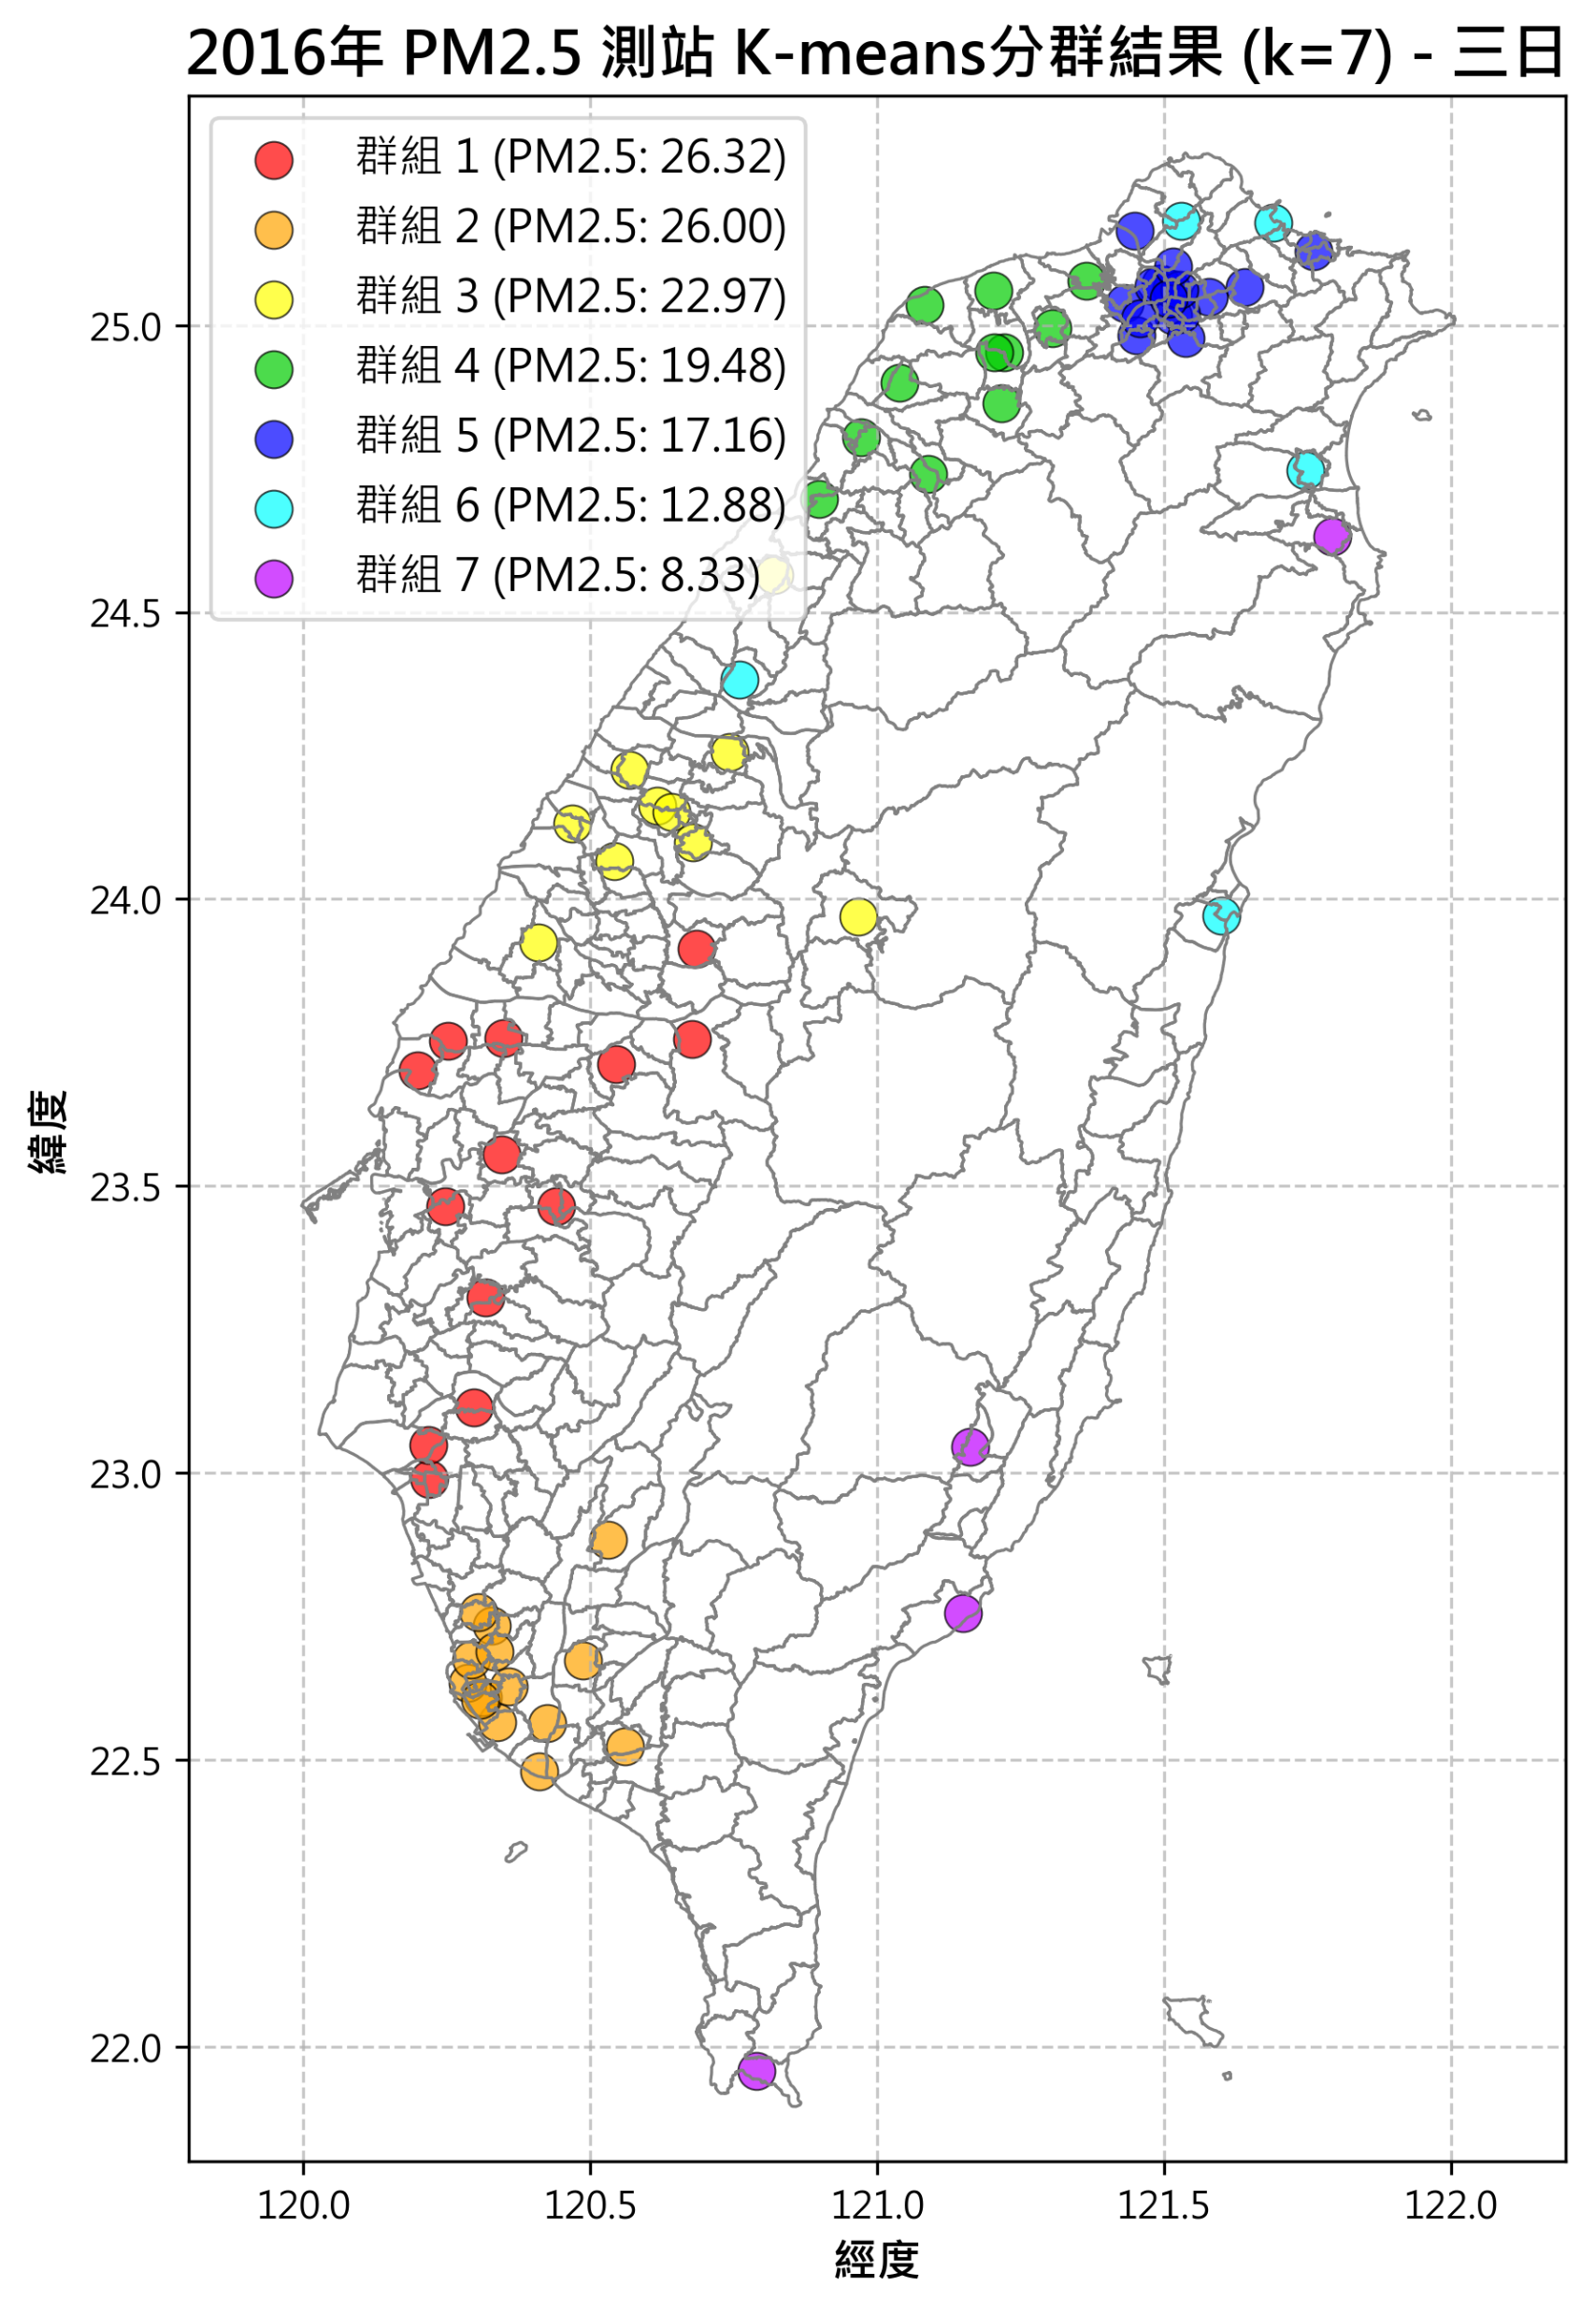 2016年 PM2.5 測站 K-means分群結果 (k=7) - 三日
群組 1 (PM2.5: 26.32)
群組 2 (PM2.5: 26.00)
群組 3 (PM2.5: 22.97)
群組 4 (PM2.5: 19.48)
群組 5 (PM2.5: 17.16)
群組 6 (PM2.5: 12.88)
群組 7 (PM2.5: 8.33)
25.0
24.5
24.0
23.5
23.0
22.5
22.0
緯度
120.0
120.5
121.0
121.5
122.0
經度